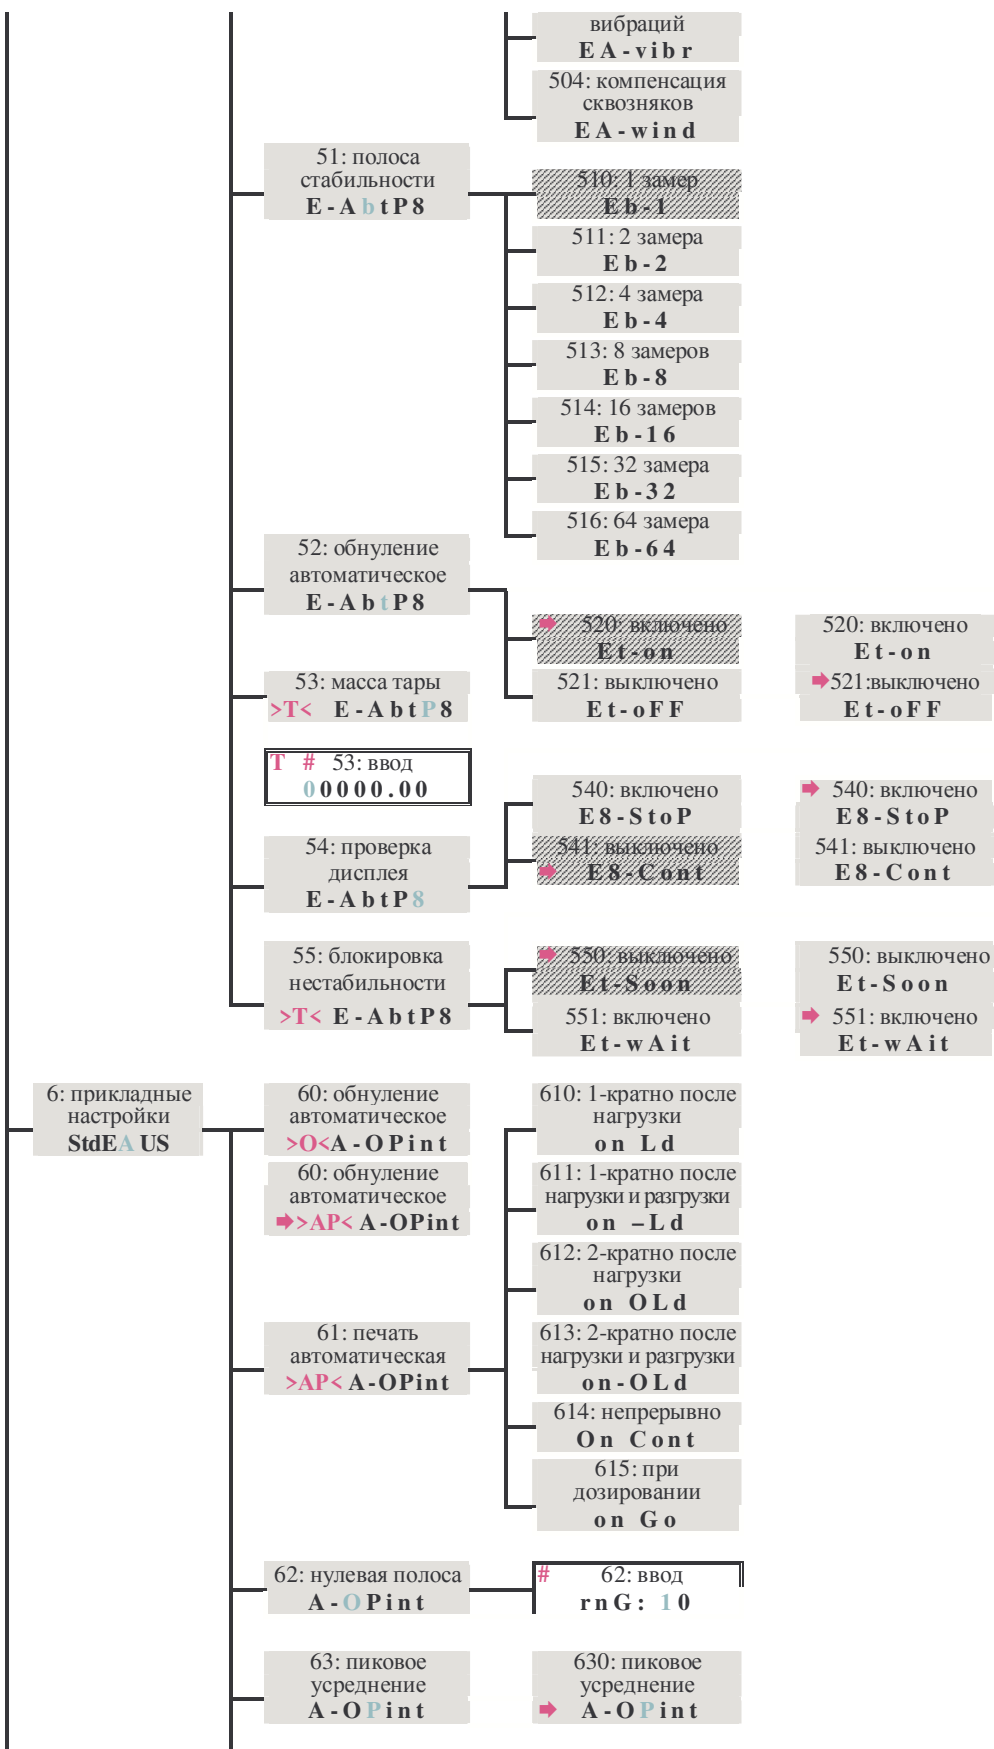 вибраций
EA-vibr
504: компенсация
сквозняков
EA-wind
51: полоса
стабильности
E-AbtP8
510: 1 замер
Eb-1
511: 2 замера
Eb-2
512: 4 замера
Eb-4
513: 8 замеров
Eb-8
514: 16 замеров
Eb-16
515: 32 замера
Eb-32
516: 64 замера
Eb-64
52: обнуление
автоматическое
E-AbtP8
➡ 520: включено
Et-on
521: выключено
Et-oFF
520: включено
Et-on
➡521:выключено
Et-oFF
53: масса тары
>T< E-AbtP8
T # 53: ввод
00000.00
54: проверка
дисплея
E-AbtP8
540: включено
E8-StoP
541: выключено
➡ E8-Cont
➡ 540: включено
E8-StoP
541: выключено
E8-Cont
55: блокировка
нестабильности
>T< E-AbtP8
➡ 550: выключено
Et-Soon
551: включено
Et-wAit
550: выключено
Et-Soon
➡ 551: включено
Et-wAit
6: прикладные
настройки
StdEA US
60: обнуление
автоматическое
>O<A-OPint
60: обнуление
автоматическое
➡>AP< A-OPint
61: печать
автоматическая
>AP< A-OPint
610: 1-кратно после
нагрузки
on Ld
611: 1-кратно после
нагрузки и разгрузки
on –Ld
612: 2-кратно после
нагрузки
on OLd
613: 2-кратно после
нагрузки и разгрузки
on-OLd
614: непрерывно
On Cont
615: при
дозировании
on Go
62: нулевая полоса
A-OPint
# 62: ввод
rnG: 10
63: пиковое
усреднение
A-OPint
630: пиковое
усреднение
➡ A-OPint